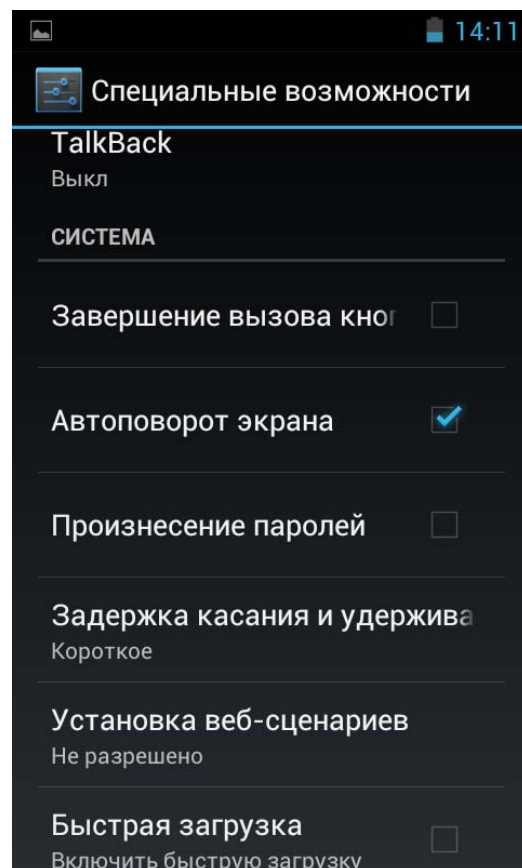 14:11
Специальные возможности
TalkBack
Выкл
СИСТЕМА
Завершение вызова кноп
Автоповорот экрана
Произнесение паролей
Задержка касания и удержива
Короткое
Установка веб-сценариев
Не разрешено
Быстрая загрузка
Включить быструю загрузку